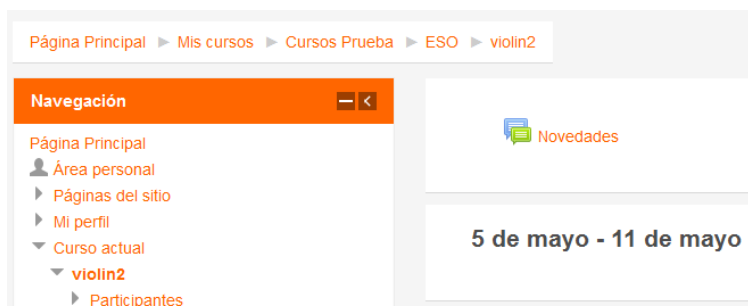 Página Principal ► Mis cursos ► Cursos Prueba ► ESO ► violin2
Navegación
Página Principal
Área personal
Páginas del sitio
Mi perfil
Curso actual
violin2
Participantes
Novedades
5 de mayo - 11 de mayo